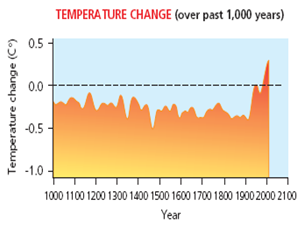 TEMPERATURE CHANGE (over past 1,000 years)
Temperature change (C°)
0.5
0.0
-0.5
-1.0
1000 1100 1200 1300 1400 1500 1600 1700 1800 1900 2000 2100
Year